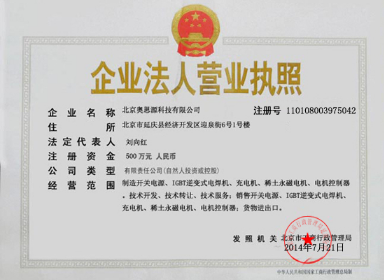 企业法人营业执照
企业名称 北京奥思源科技有限公司 注册号 110108003975042
住所 北京市延庆县经济开发区迎泉街6号1号楼
法定代表人 刘向红
注册资金 500万元 人民币
公司类型 有限责任公司(自然人投资或控股)
经营范围 制造开关电源、IGBT逆变式电焊机、充电机、稀土永磁电机、电机控制器
、技术开发、技术转让、技术服务;销售开关电源、IGBT逆变式电焊机、
充电机、稀土永磁电机、电机控制器;货物进出口。
发照机关 北京市工商行政管理局
2014年7月21日
中华人民共和国国家工商行政管理总局制